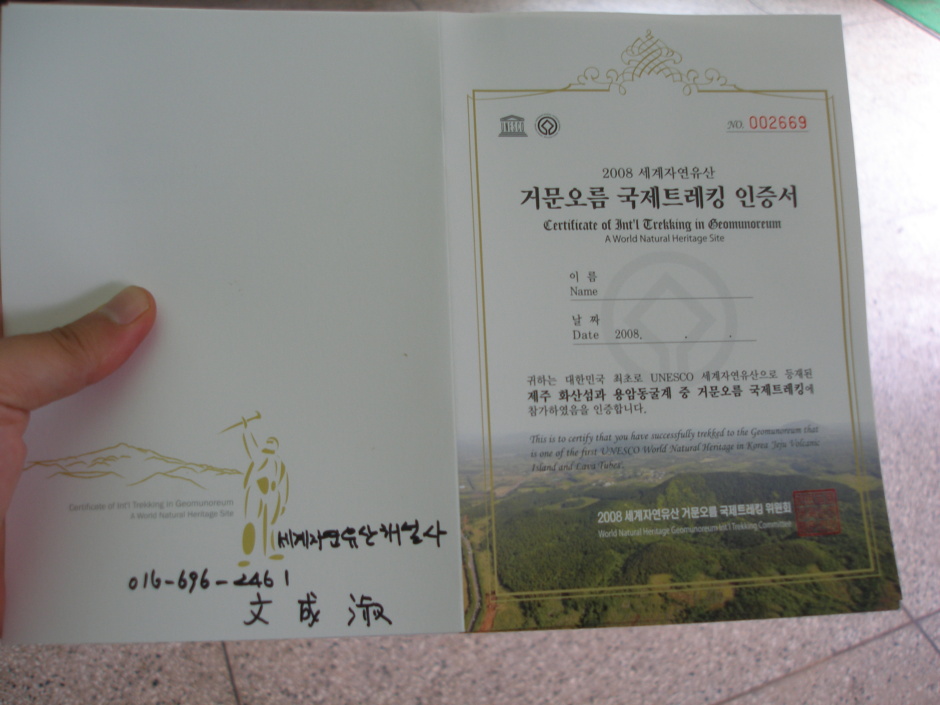 Certificate of Int'l Trekking in Geomunoreum
A World Natural Heritage Site
세계자연유산해설사
016-696-2461
文成淑
UNESCO
NO. 002669
2008 세계자연유산
거문오름 국제트레킹 인증서
Certificate of Int'l Trekking in Geomunoreum
A World Natural Heritage Site
이 름
Name
날 짜
Date 2008. . .
귀하는 대한민국 최초로 UNESCO 세계자연유산으로 등재된
제주 화산섬과 용암동굴계 중 거문오름 국제트레킹에
참가하였음을 인증합니다.
This is to certify that you have successfully trekked to the Geomunoreum that
is one of the first UNESCO World Natural Heritage in Korea 'Jeju Volcanic
Island and Lava Tubes'.
2008 세계자연유산 거문오름 국제트레킹 위원회
World Natural Heritage Geomunoreum Int'l Trekking Committee